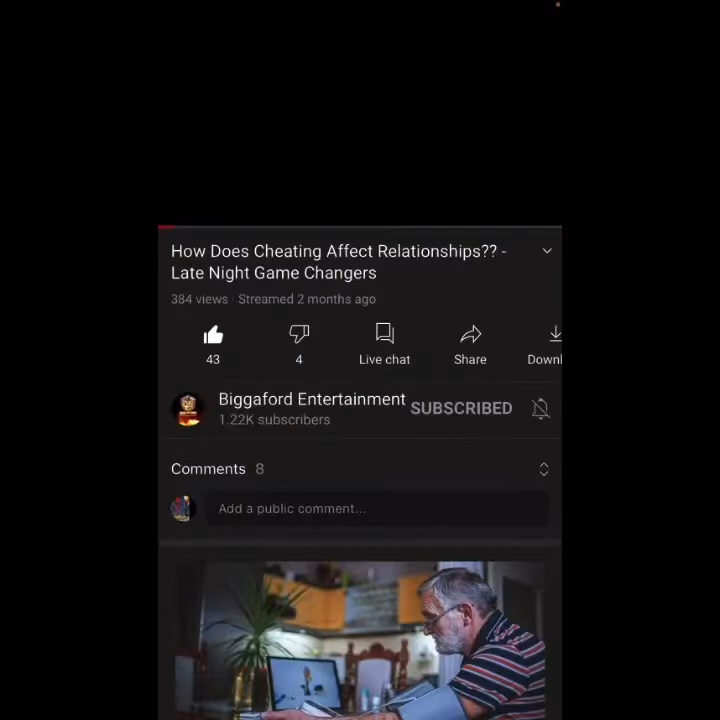 How Does Cheating Affect Relationships?? -
Late Night Game Changers
384 views · Streamed 2 months ago
43
4
Live chat
Share
Downl
Biggaford Entertainment
1.22K subscribers
SUBSCRIBED
Comments 8
Add a public comment...